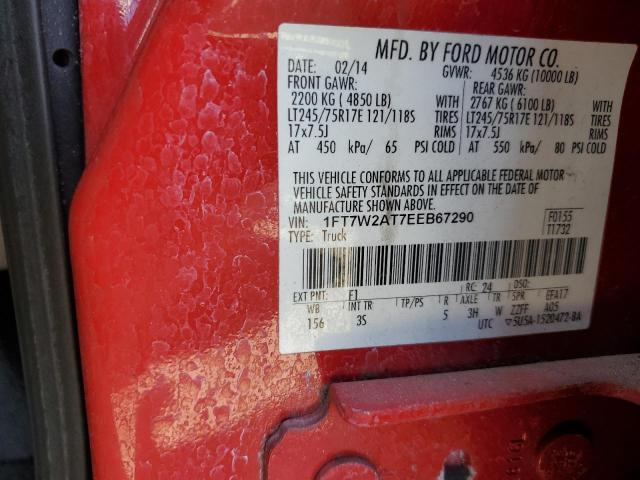 MFD. BY FORD MOTOR CO.
DATE: 02/14 GVWR: 4536 KG (10000 LB)
FRONT GAWR: REAR GAWR:
2200 KG ( 4850 LB) 2767 KG ( 6100 LB)
LT245/75R17E 121/118S TIRES LT245/75R17E 121/118S TIRES
17x7.5J RIMS 17x7.5J RIMS
AT 450 kPa/ 65 PSI COLD AT 550 kPa/ 80 PSI COLD
THIS VEHICLE CONFORMS TO ALL APPLICABLE FEDERAL MOTOR
VEHICLE SAFETY STANDARDS IN EFFECT ON THE DATE OF
MANUFACTURE SHOWN ABOVE.
VIN: 1FT7W2AT7EEB67290 F0155
TYPE: Truck T1732
EXT PNT: F1 RC: 24 DSO:
WB INT TR TP/PS R AXLE TR SPR EFA17
156 3S 5 3H W ZZFF A05
UTC 5U5A-1520472-BA